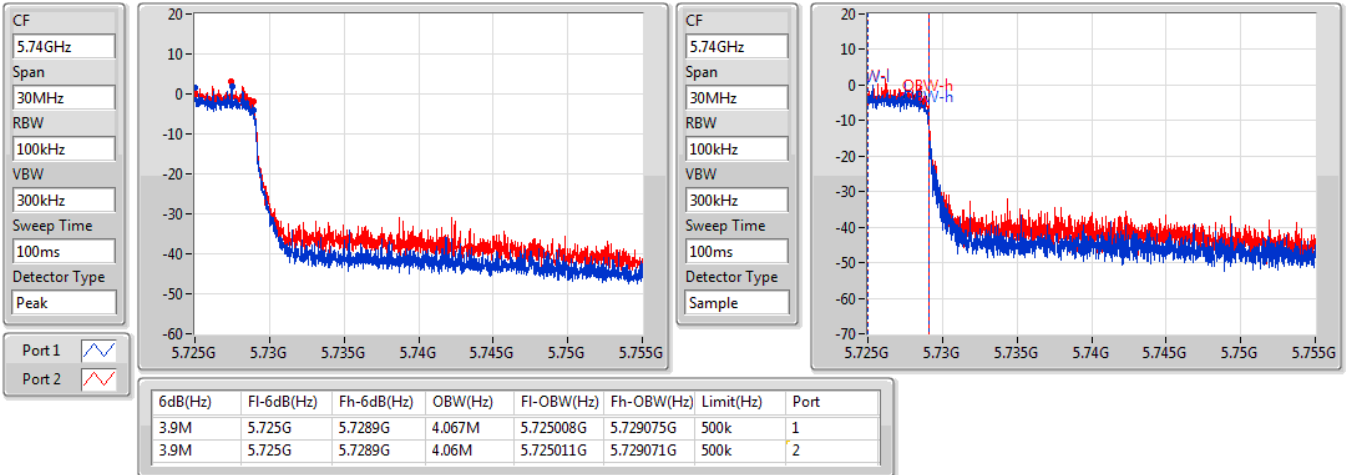 CF
5.74GHz
Span
30MHz
RBW
100kHz
VBW
300kHz
Sweep Time
100ms
Detector Type
Peak
Port 1
Port 2
20
10
0
-10
-20
-30
-40
-50
-60
5.725G 5.73G 5.735G 5.74G 5.745G 5.75G 5.755G
CF
5.74GHz
Span
30MHz
RBW
100kHz
VBW
300kHz
Sweep Time
100ms
Detector Type
Sample
20
10
0
-10
-20
-30
-40
-50
-60
-70
W-l
OBW-h
W-h
5.725G 5.73G 5.735G 5.74G 5.745G 5.75G 5.755G
6dB(Hz) Fl-6dB(Hz) Fh-6dB(Hz) OBW(Hz) Fl-OBW(Hz) Fh-OBW(Hz) Limit(Hz) Port
3.9M 5.725G 5.7289G 4.067M 5.725008G 5.729075G 500k 1
3.9M 5.725G 5.7289G 4.06M 5.725011G 5.729071G 500k 2